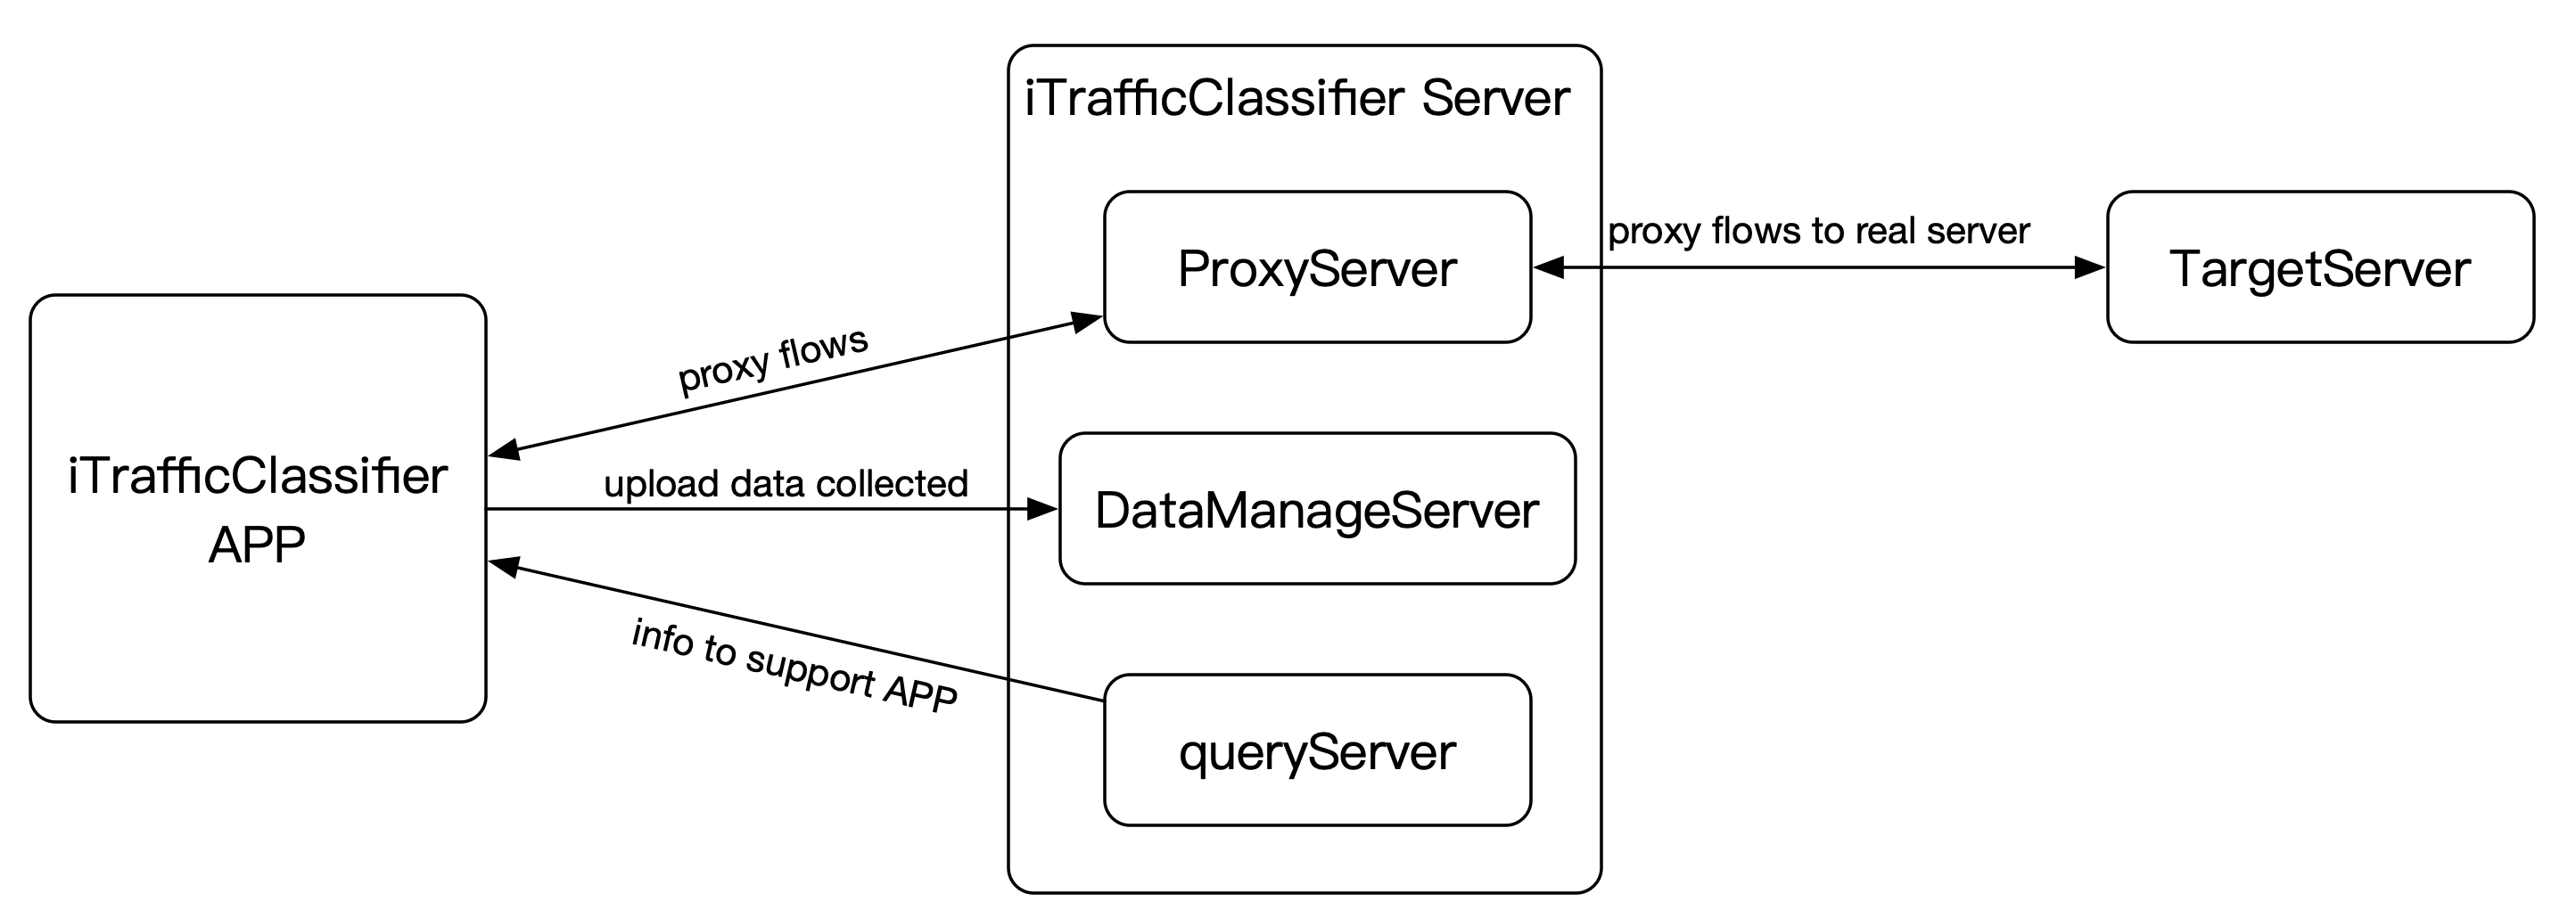 iTrafficClassifier Server
ProxyServer
proxy flows to real server
TargetServer
proxy flows
iTrafficClassifier
APP
upload data collected
DataManageServer
info to support APP
queryServer